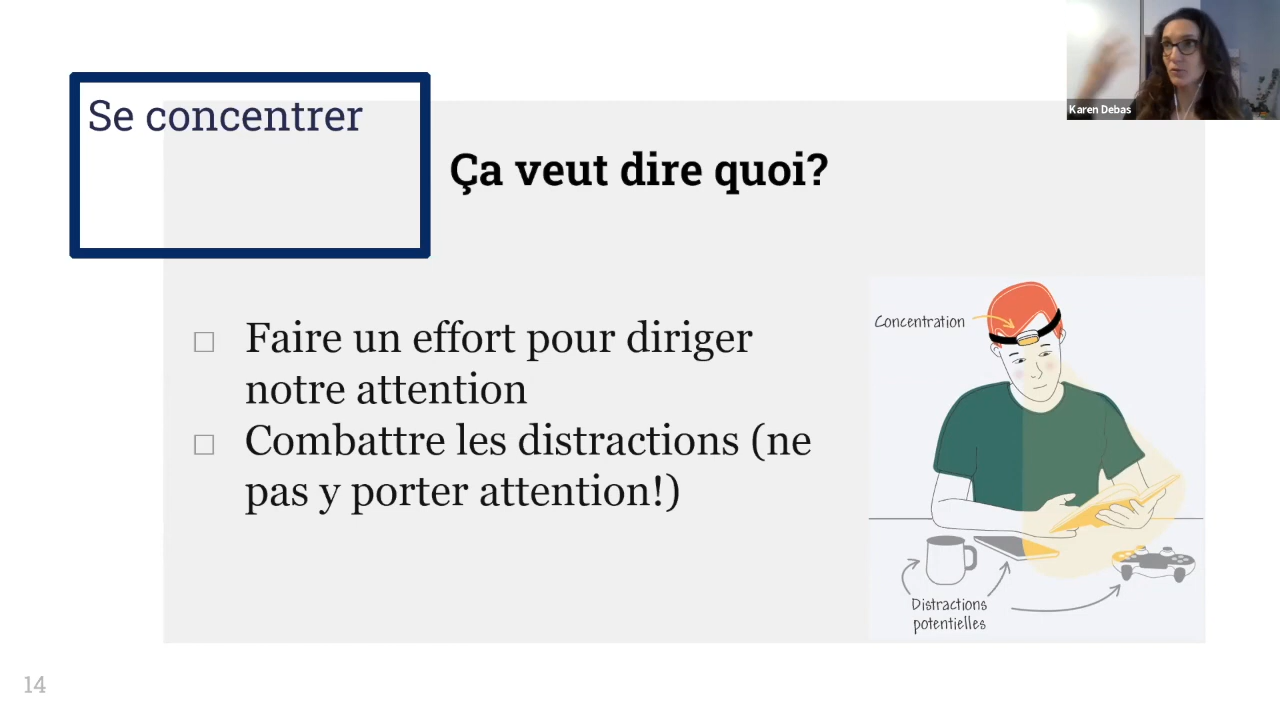 Karen Debas
Se concentrer
Ça veut dire quoi?
Faire un effort pour diriger
notre attention
Combattre les distractions (ne
pas y porter attention!)
Concentration
Distractions
potentielles
14